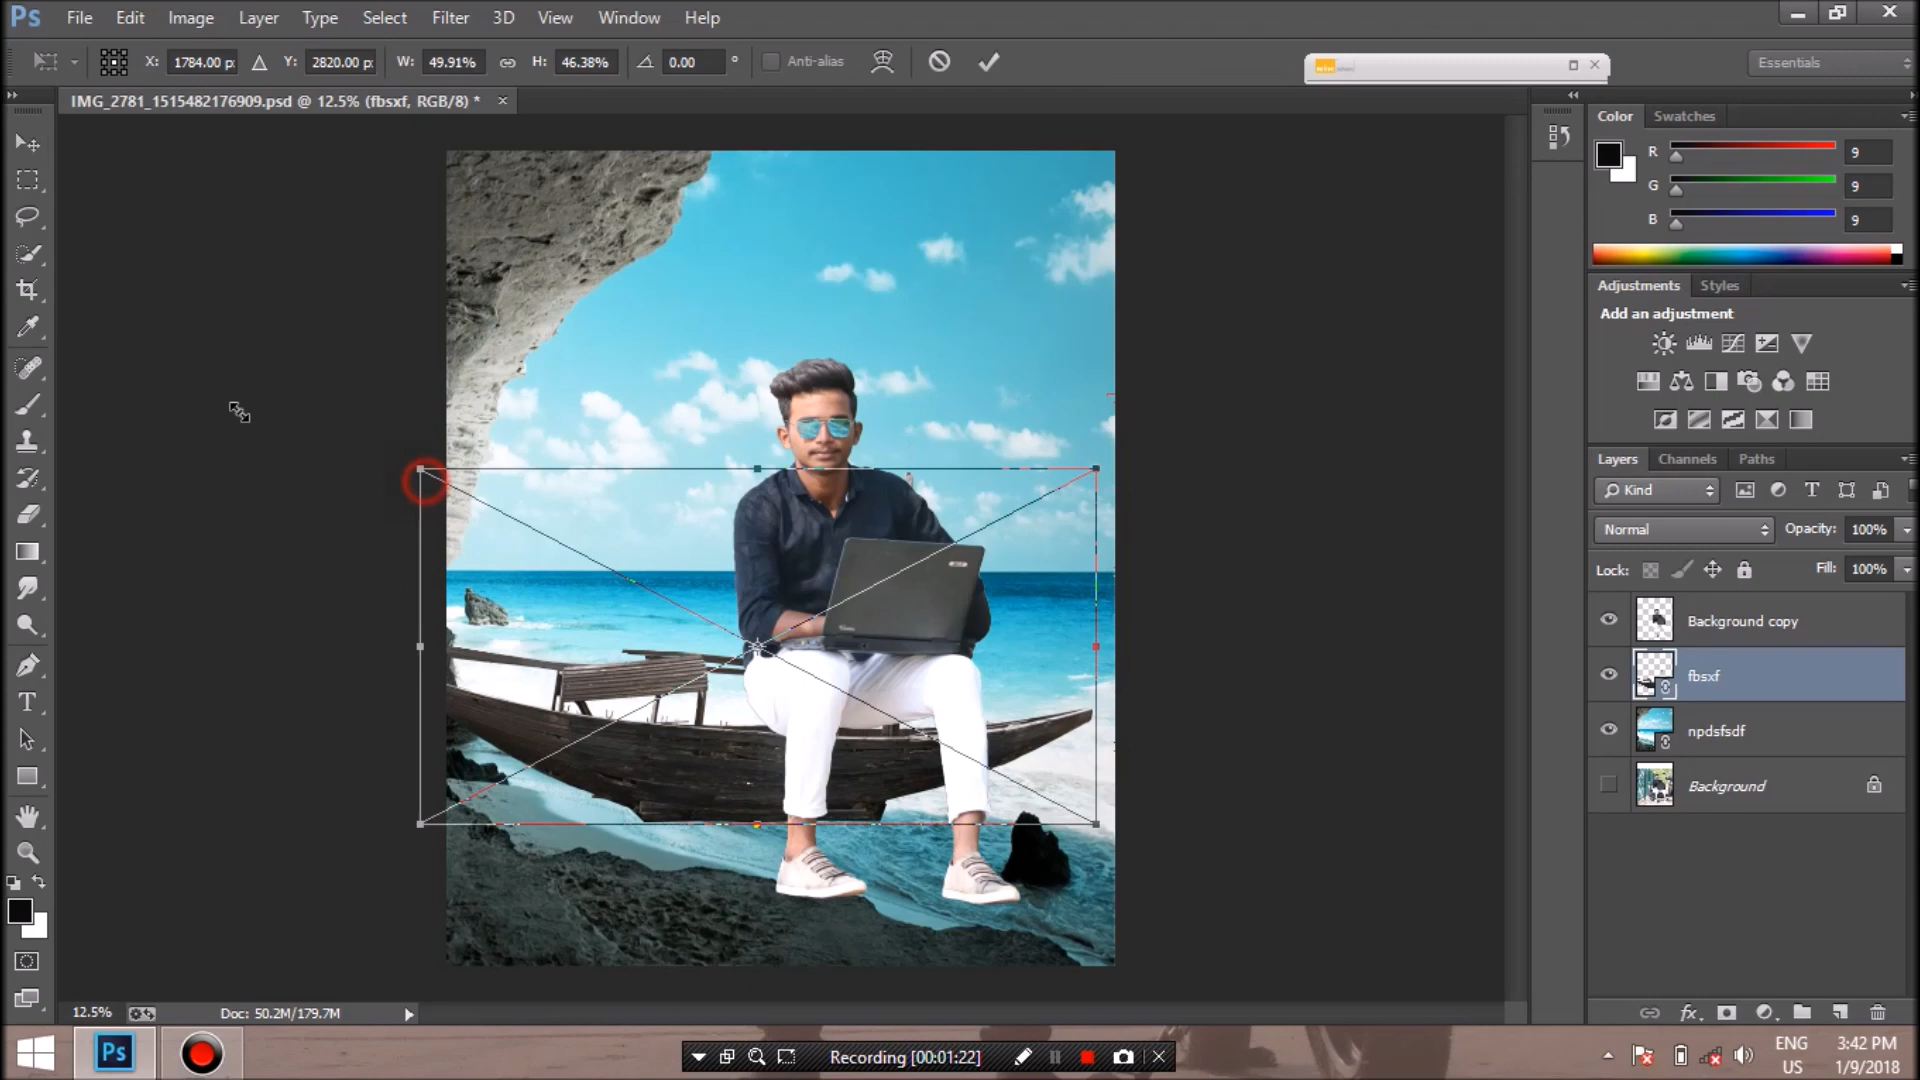 Ps File Edit Image Layer Type Select Filter 3D View Window Help
X: 1784.00 p: Y: 2820.00 p: W: 49.91% H: 46.38% 0.00 ° Anti-alias Essentials
IMG_2781_1515482176909.psd @ 12.5% (fbsxf, RGB/8) * ×
Color Swatches
R 9
G 9
B 9
Adjustments Styles
Add an adjustment
Layers Channels Paths
Kind
Normal Opacity: 100%
Lock: Fill: 100%
Background copy
fbsxf
npdsfsdf
Background
acer
12.5% Doc: 50.2M/179.7M
Ps Recording [00:01:22] ENG 3:42 PM
US 1/9/2018